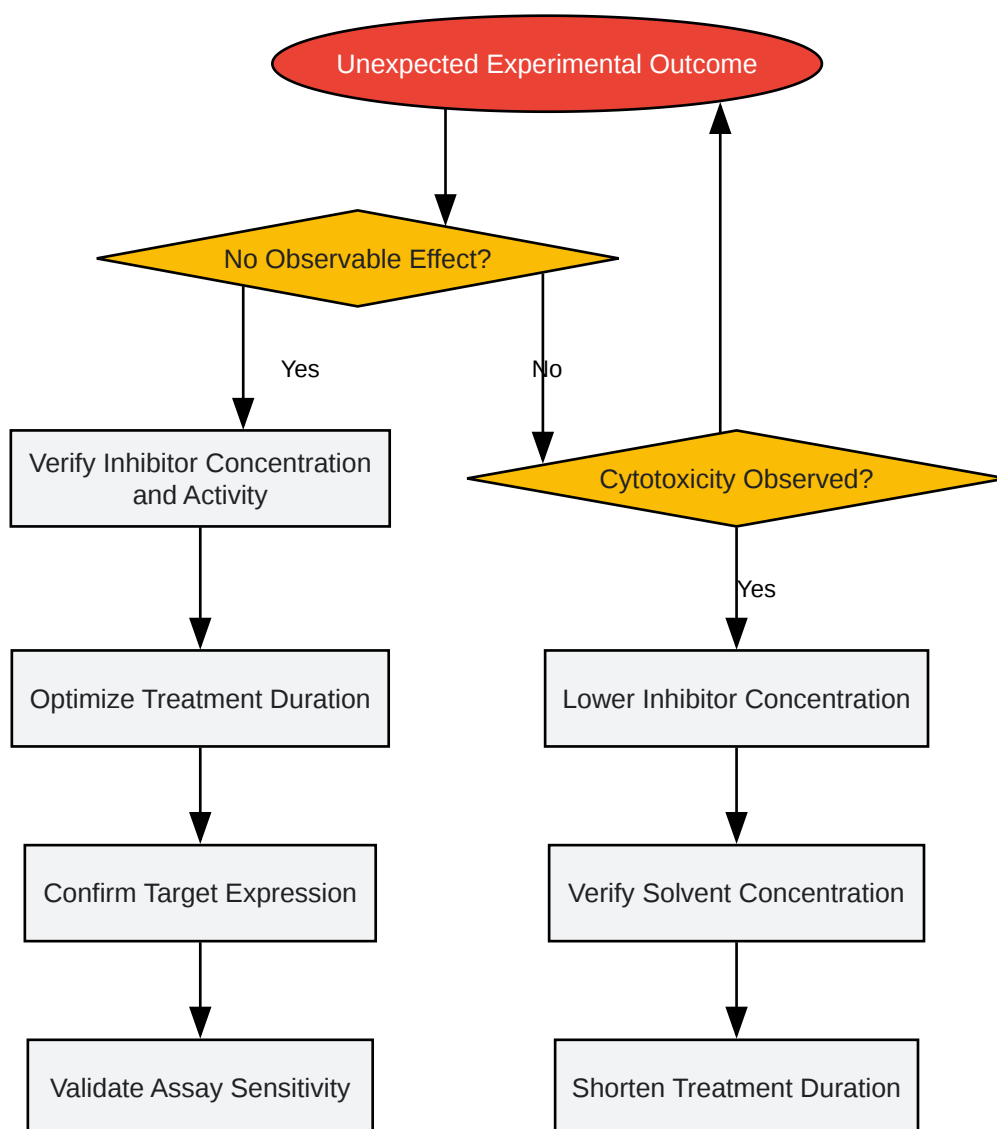 Unexpected Experimental Outcome
No Observable Effect?
Yes
No
Verify Inhibitor Concentration
and Activity
Cytotoxicity Observed?
Yes
Optimize Treatment Duration
Lower Inhibitor Concentration
Confirm Target Expression
Verify Solvent Concentration
Validate Assay Sensitivity
Shorten Treatment Duration